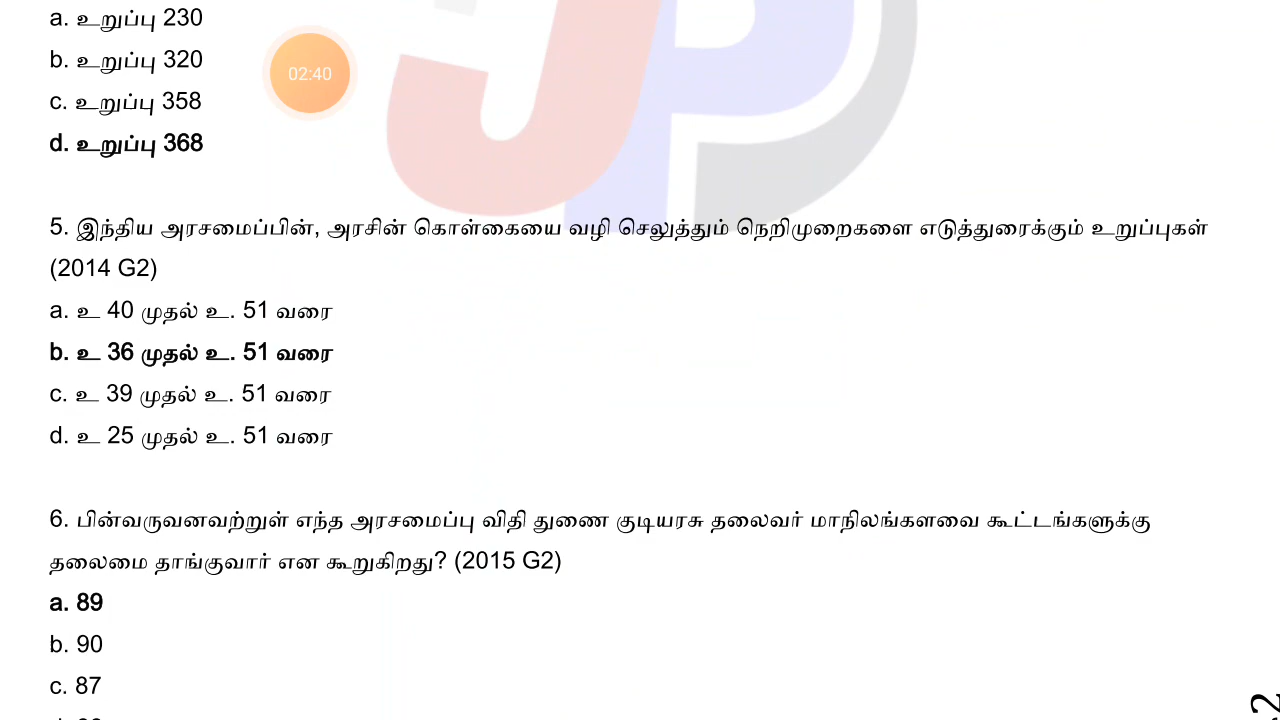 a. உறுப்பு 230
b. உறுப்பு 320
02:40
c. உறுப்பு 358
d. உறுப்பு 368
5. இந்திய அரசமைப்பின், அரசின் கொள்கையை வழி செலுத்தும் நெறிமுறைகளை எடுத்துரைக்கும் உறுப்புகள்
(2014 G2)
a. உ 40 முதல் உ. 51 வரை
b. உ 36 முதல் உ. 51 வரை
c. உ 39 முதல் உ. 51 வரை
d. உ 25 முதல் உ. 51 வரை
6. பின்வருவனவற்றுள் எந்த அரசமைப்பு விதி துணை குடியரசு தலைவர் மாநிலங்களவை கூட்டங்களுக்கு
தலைமை தாங்குவார் என கூறுகிறது? (2015 G2)
a. 89
b. 90
c. 87
2